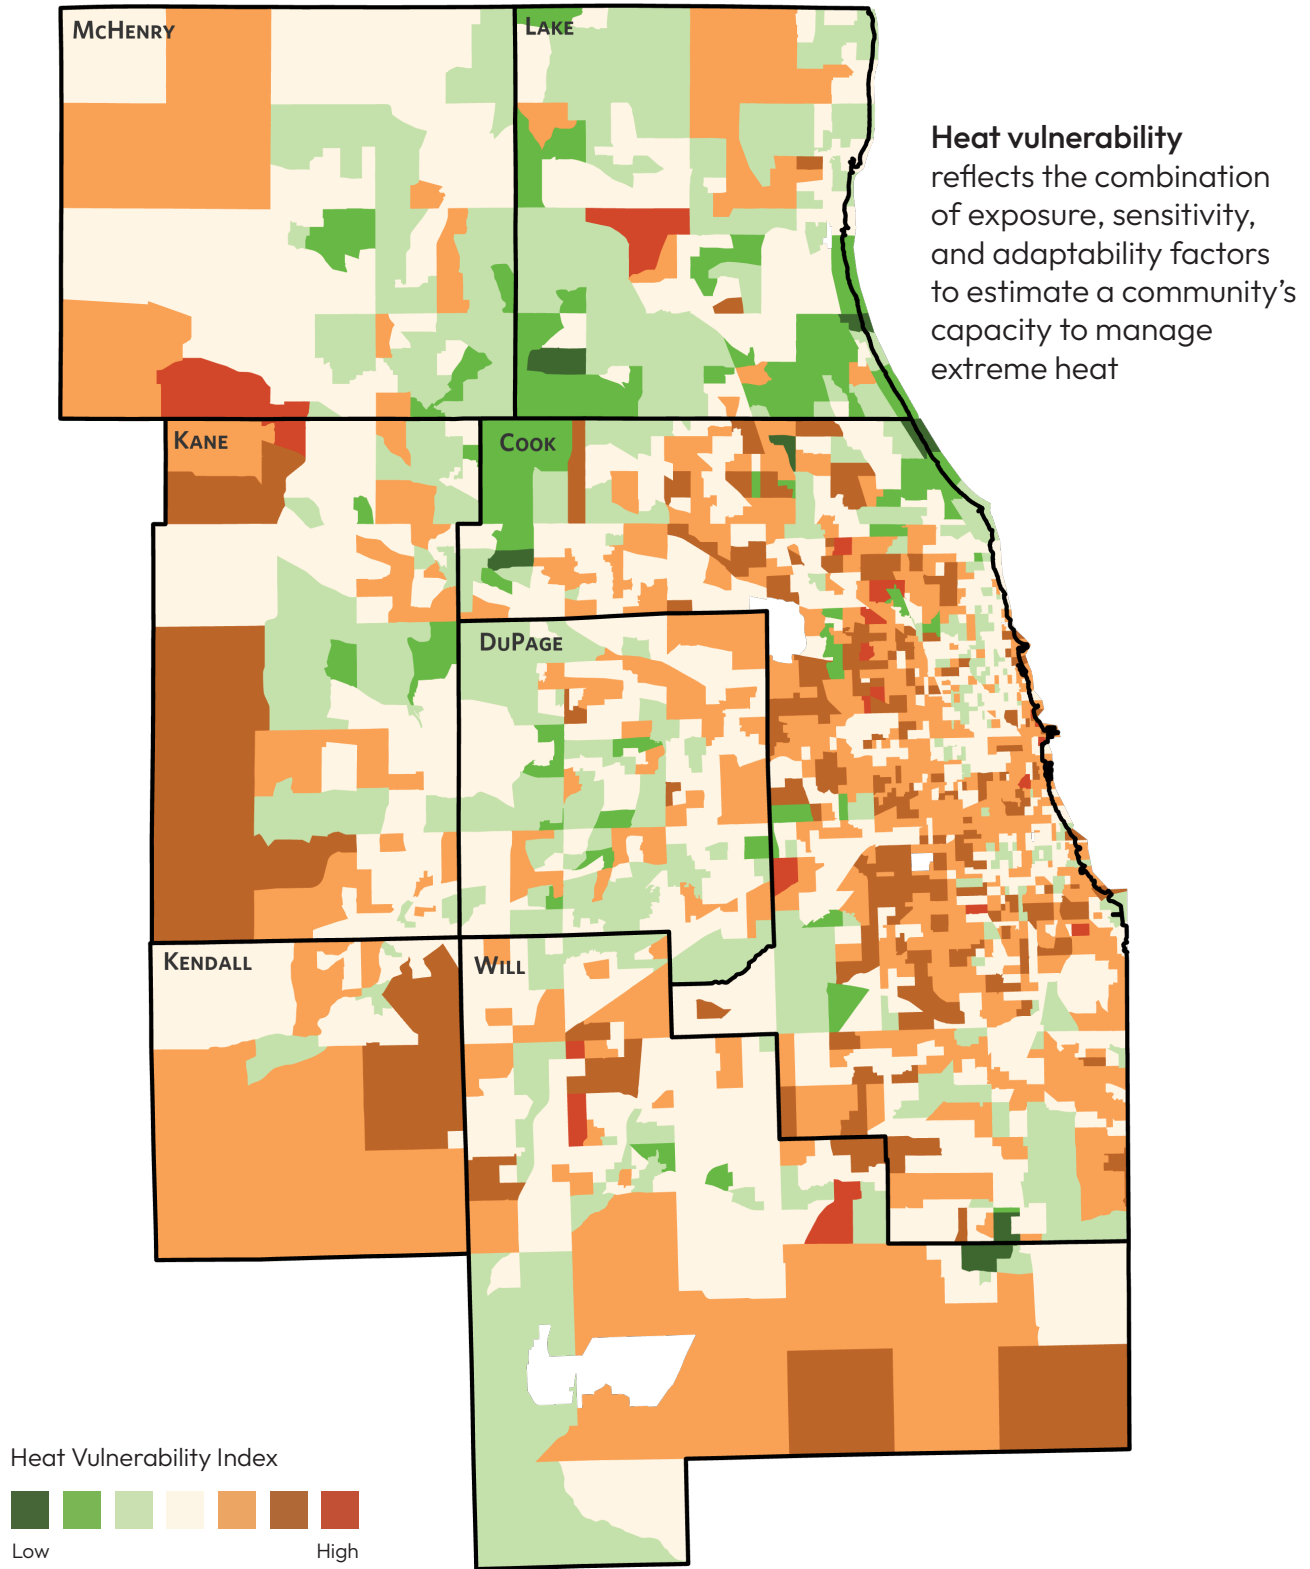 McHenry
Lake
Heat vulnerability
reflects the combination
of exposure, sensitivity,
and adaptability factors
to estimate a community’s
capacity to manage
extreme heat
Kane
Cook
DuPage
Kendall
Will
Heat Vulnerability Index
Low High